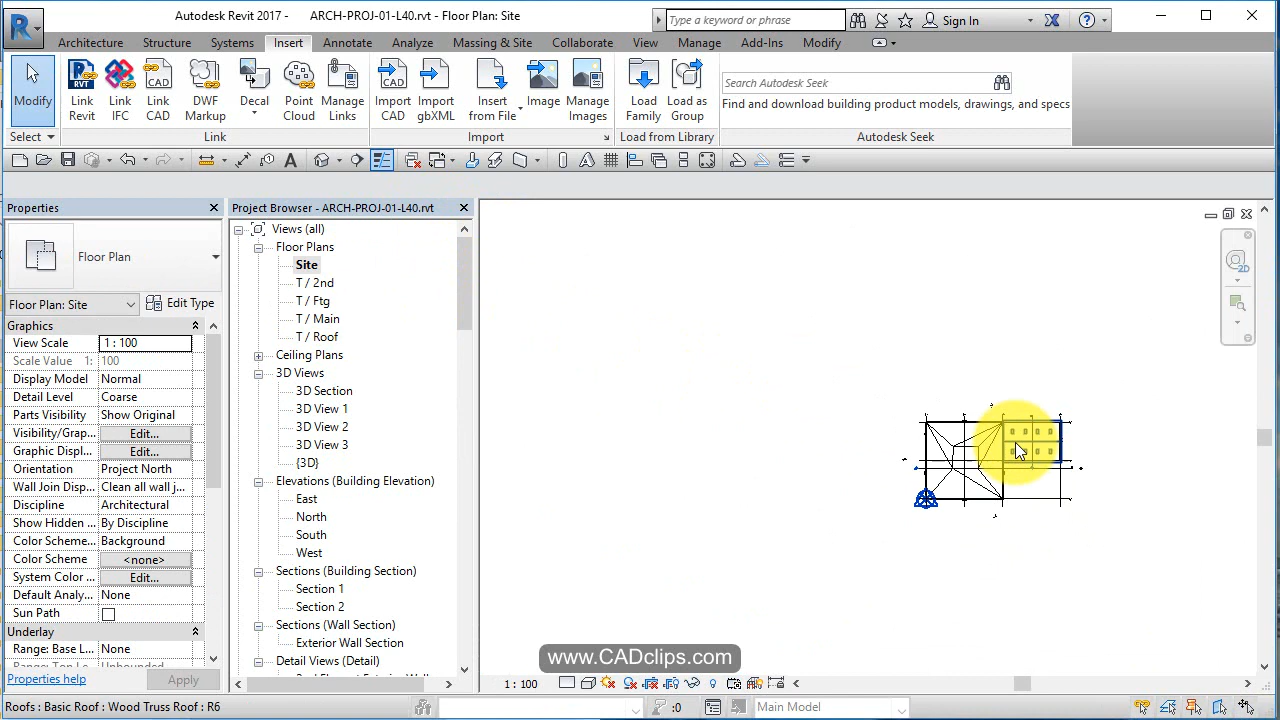 Autodesk Revit 2017 - ARCH-PROJ-01-L40.rvt - Floor Plan: Site
Type a keyword or phrase
Sign In
Architecture Structure Systems Insert Annotate Analyze Massing & Site Collaborate View Manage Add-Ins Modify
Modify
Link Revit
Link IFC
Link CAD
DWF Markup
Decal
Point Cloud
Manage Links
Import CAD
Import gbXML
Insert from File
Image
Manage Images
Load Family
Load as Group
Search Autodesk Seek
Find and download building product models, drawings, and specs
Select Link Import Load from Library Autodesk Seek
Properties
Floor Plan
Floor Plan: Site
Edit Type
Graphics
View Scale 1 : 100
Scale Value 1: 100
Display Model Normal
Detail Level Coarse
Parts Visibility Show Original
Visibility/Grap... Edit...
Orientation Project North
Wall Join Disp... Clean all wall j...
Discipline Architectural
Show Hidden ... By Discipline
Color Scheme... Background
Color Scheme <none>
System Color ... Edit...
Default Analy... None
Sun Path
Underlay
Range: Base L... None
Properties help
Apply
Project Browser - ARCH-PROJ-01-L40.rvt
Views (all)
Floor Plans
Site
T / 2nd
T / Ftg
T / Main
T / Roof
Ceiling Plans
3D Views
3D Section
3D View 1
3D View 2
3D View 3
{3D}
Elevations (Building Elevation)
East
North
South
West
Sections (Building Section)
Section 1
Section 2
Sections (Wall Section)
Exterior Wall Section
Detail Views (Detail)
2D
www.CADclips.com
1 : 100
Roofs : Basic Roof : Wood Truss Roof : R6
:0
Main Model